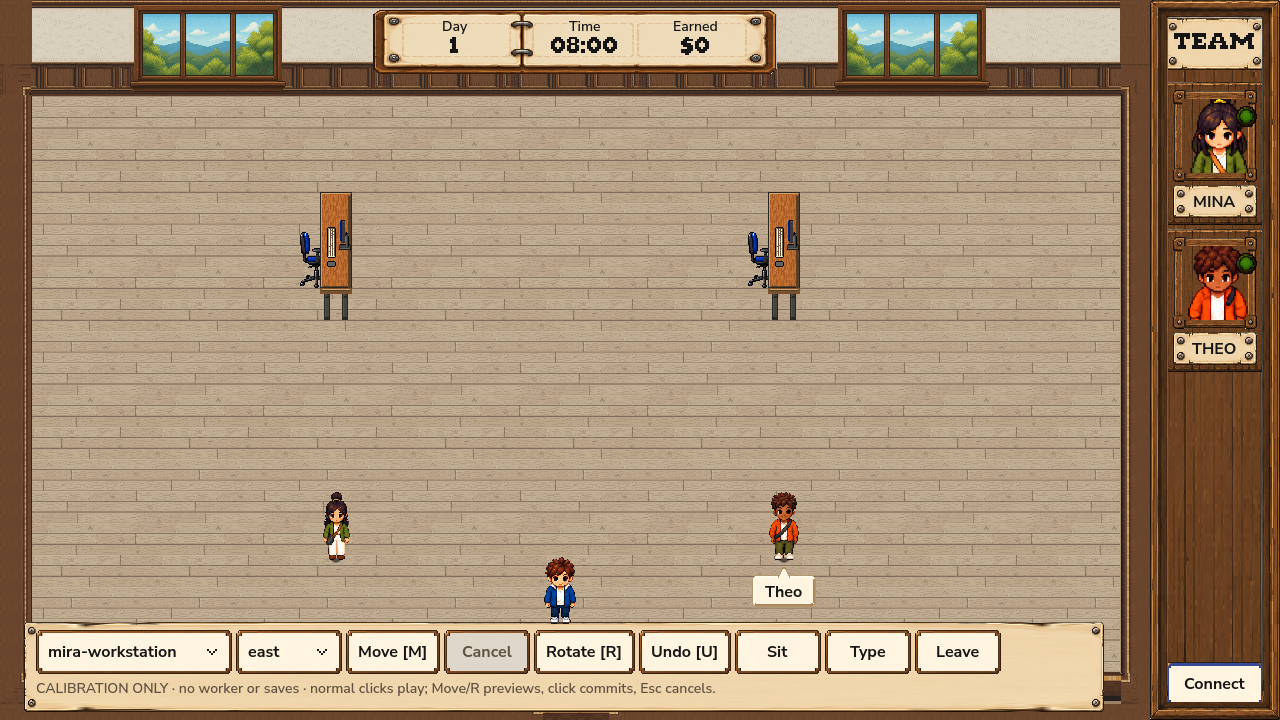 Day
1
Time
08:00
Earned
$0
TEAM
MINA
THEO
Theo
mira-workstation
east
Move [M]
Cancel
Rotate [R]
Undo [U]
Sit
Type
Leave
CALIBRATION ONLY · no worker or saves · normal clicks play; Move/R previews, click commits, Esc cancels.
Connect